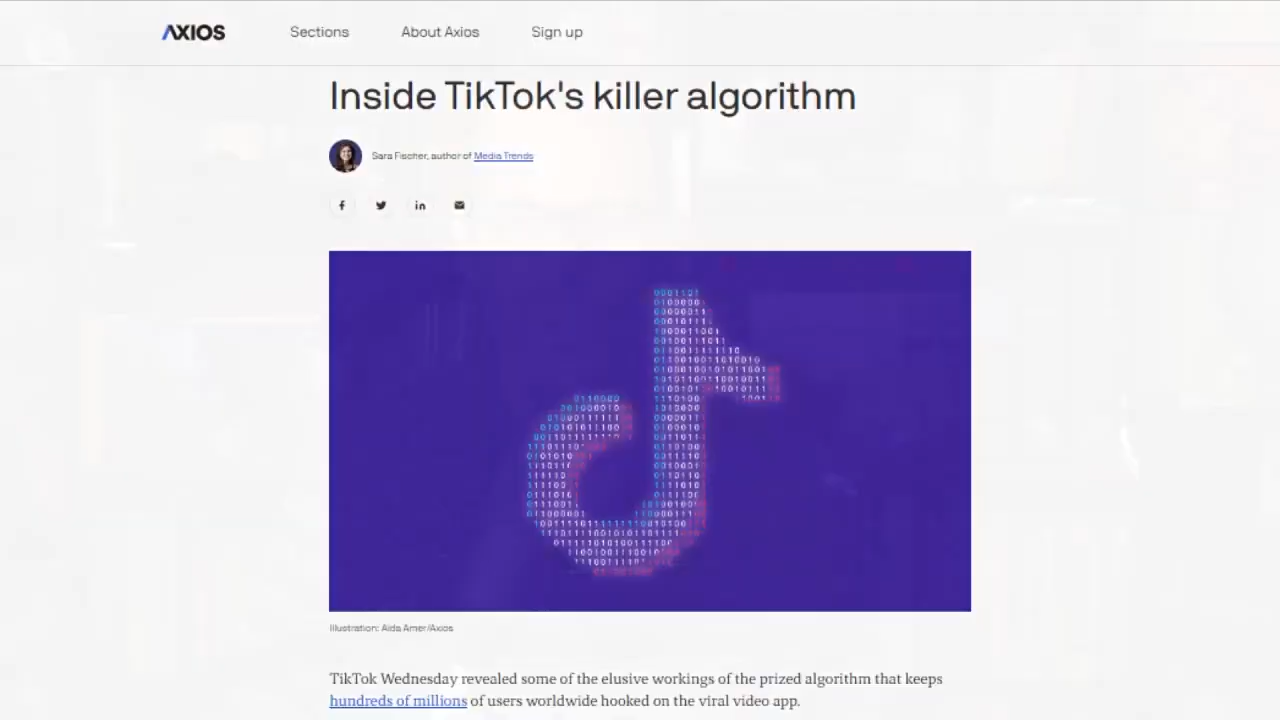 AXIOS Sections About Axios Sign up
Inside TikTok's killer algorithm
Sara Fischer, author of Media Trends
Illustration: Aïda Amer/Axios
TikTok Wednesday revealed some of the elusive workings of the prized algorithm that keeps
hundreds of millions of users worldwide hooked on the viral video app.